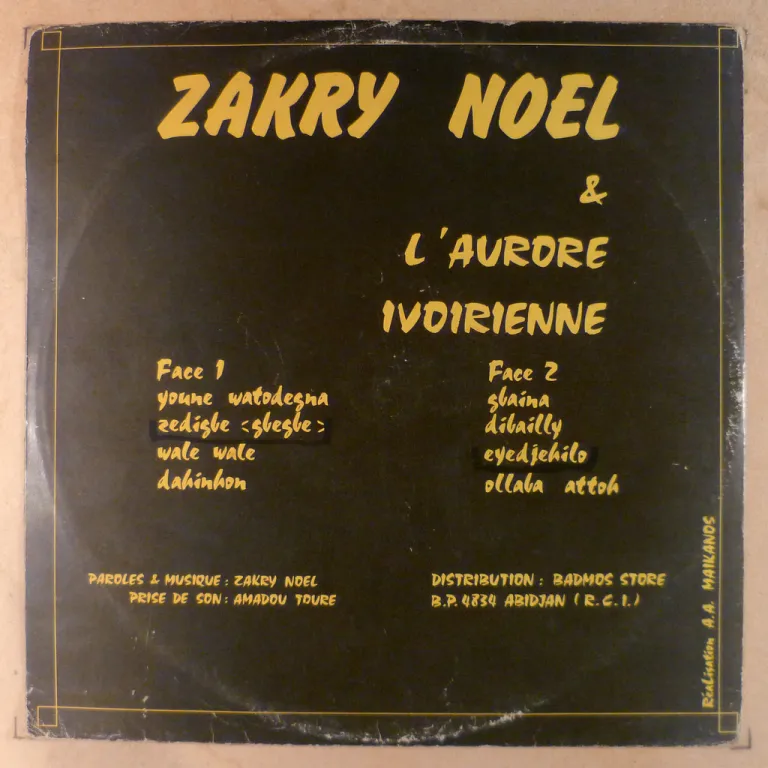 ZAKRY NOEL
&
L'AURORE
IVOIRIENNE
Face 1
youne watodegna
zedigbe <gbegbe>
wale wale
dahinhon
Face 2
gbaina
dibailly
eyedjehilo
ollaba attoh
PAROLES & MUSIQUE : ZAKRY NOEL
PRISE DE SON : AMADOU TOURE
DISTRIBUTION : BADMOS STORE
B.P. 4834 ABIDJAN (R.C.I.)
Réalisation A.A. MAIKANOS